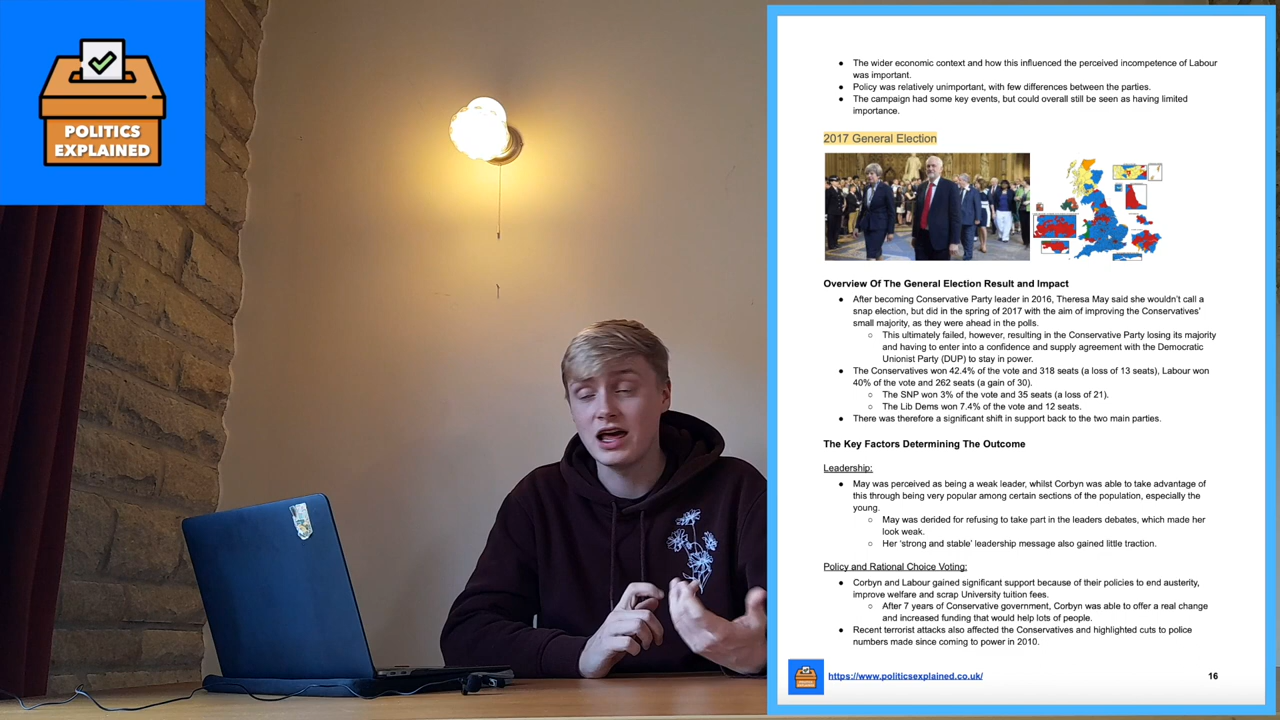 POLITICS
EXPLAINED
● The wider economic context and how this influenced the perceived incompetence of Labour
was important.
● Policy was relatively unimportant, with few differences between the parties.
● The campaign had some key events, but could overall still be seen as having limited
importance.
2017 General Election
Overview Of The General Election Result and Impact
● After becoming Conservative Party leader in 2016, Theresa May said she wouldn't call a
snap election, but did in the spring of 2017 with the aim of improving the Conservatives'
small majority, as they were ahead in the polls.
○ This ultimately failed, however, resulting in the Conservative Party losing its majority
and having to enter into a confidence and supply agreement with the Democratic
Unionist Party (DUP) to stay in power.
● The Conservatives won 42.4% of the vote and 318 seats (a loss of 13 seats), Labour won
40% of the vote and 262 seats (a gain of 30).
○ The SNP won 3% of the vote and 35 seats (a loss of 21).
○ The Lib Dems won 7.4% of the vote and 12 seats.
● There was therefore a significant shift in support back to the two main parties.
The Key Factors Determining The Outcome
Leadership:
● May was perceived as being a weak leader, whilst Corbyn was able to take advantage of
this through being very popular among certain sections of the population, especially the
young.
○ May was derided for refusing to take part in the leaders debates, which made her
look weak.
○ Her 'strong and stable' leadership message also gained little traction.
Policy and Rational Choice Voting:
● Corbyn and Labour gained significant support because of their policies to end austerity,
improve welfare and scrap University tuition fees.
○ After 7 years of Conservative government, Corbyn was able to offer a real change
and increased funding that would help lots of people.
● Recent terrorist attacks also affected the Conservatives and highlighted cuts to police
numbers made since coming to power in 2010.
https://www.politicsexplained.co.uk/
16